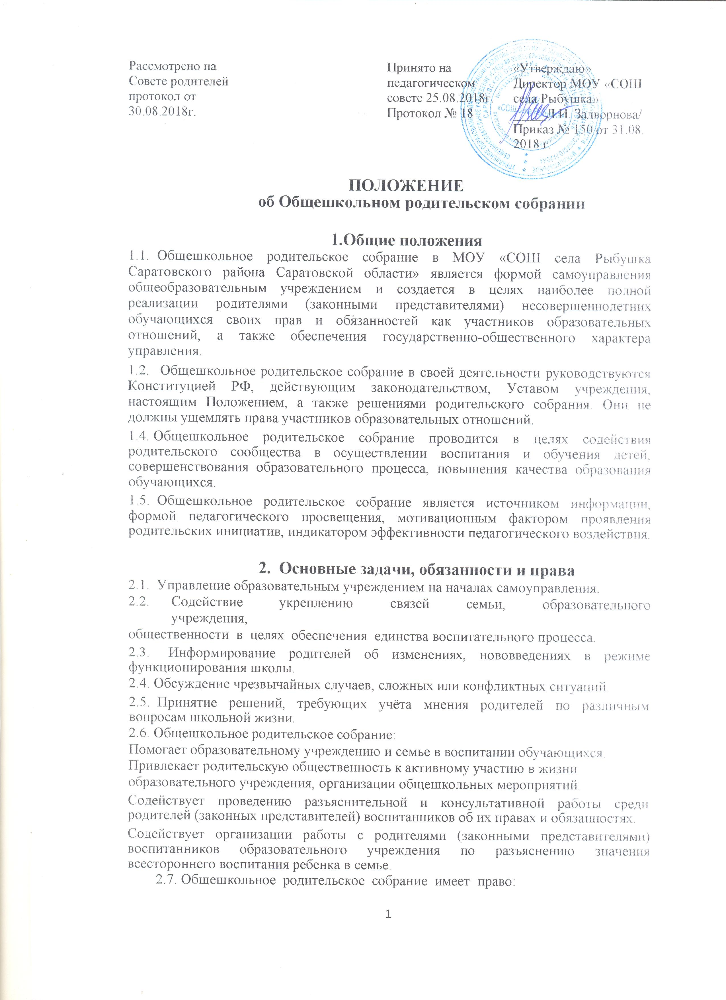 Рассмотрено на
Совете родителей
протокол от
30.08.2018г.
Принято на
педагогическом
совете 25.08.2018г.
Протокол № 18
«Утверждаю»
Директор МОУ «СОШ
села Рыбушка»
Л.И. Задворнова/
Приказ № 150 от 31.08.
2018 г.
ПОЛОЖЕНИЕ
об Общешкольном родительском собрании
1.Общие положения
1.1. Общешкольное родительское собрание в МОУ «СОШ села Рыбушка
Саратовского района Саратовской области» является формой самоуправления
общеобразовательным учреждением и создается в целях наиболее полной
реализации родителями (законными представителями) несовершеннолетних
обучающихся своих прав и обязанностей как участников образовательных
отношений, а также обеспечения государственно-общественного характера
управления.
1.2. Общешкольное родительское собрание в своей деятельности руководствуются
Конституцией РФ, действующим законодательством, Уставом учреждения,
настоящим Положением, а также решениями родительского собрания. Они не
должны ущемлять права участников образовательных отношений.
1.4. Общешкольное родительское собрание проводится в целях содействия
родительского сообщества в осуществлении воспитания и обучения детей,
совершенствования образовательного процесса, повышения качества образования
обучающихся.
1.5. Общешкольное родительское собрание является источником информации,
формой педагогического просвещения, мотивационным фактором проявления
родительских инициатив, индикатором эффективности педагогического воздействия.
2. Основные задачи, обязанности и права
2.1. Управление образовательным учреждением на началах самоуправления.
2.2. Содействие укреплению связей семьи, образовательного
учреждения,
общественности в целях обеспечения единства воспитательного процесса.
2.3. Информирование родителей об изменениях, нововведениях в режиме
функционирования школы.
2.4. Обсуждение чрезвычайных случаев, сложных или конфликтных ситуаций.
2.5. Принятие решений, требующих учёта мнения родителей по различным
вопросам школьной жизни.
2.6. Общешкольное родительское собрание:
Помогает образовательному учреждению и семье в воспитании обучающихся.
Привлекает родительскую общественность к активному участию в жизни
образовательного учреждения, организации общешкольных мероприятий.
Содействует проведению разъяснительной и консультативной работы среди
родителей (законных представителей) воспитанников об их правах и обязанностях.
Содействует организации работы с родителями (законными представителями)
воспитанников образовательного учреждения по разъяснению значения
всестороннего воспитания ребенка в семье.
2.7. Общешкольное родительское собрание имеет право:
1